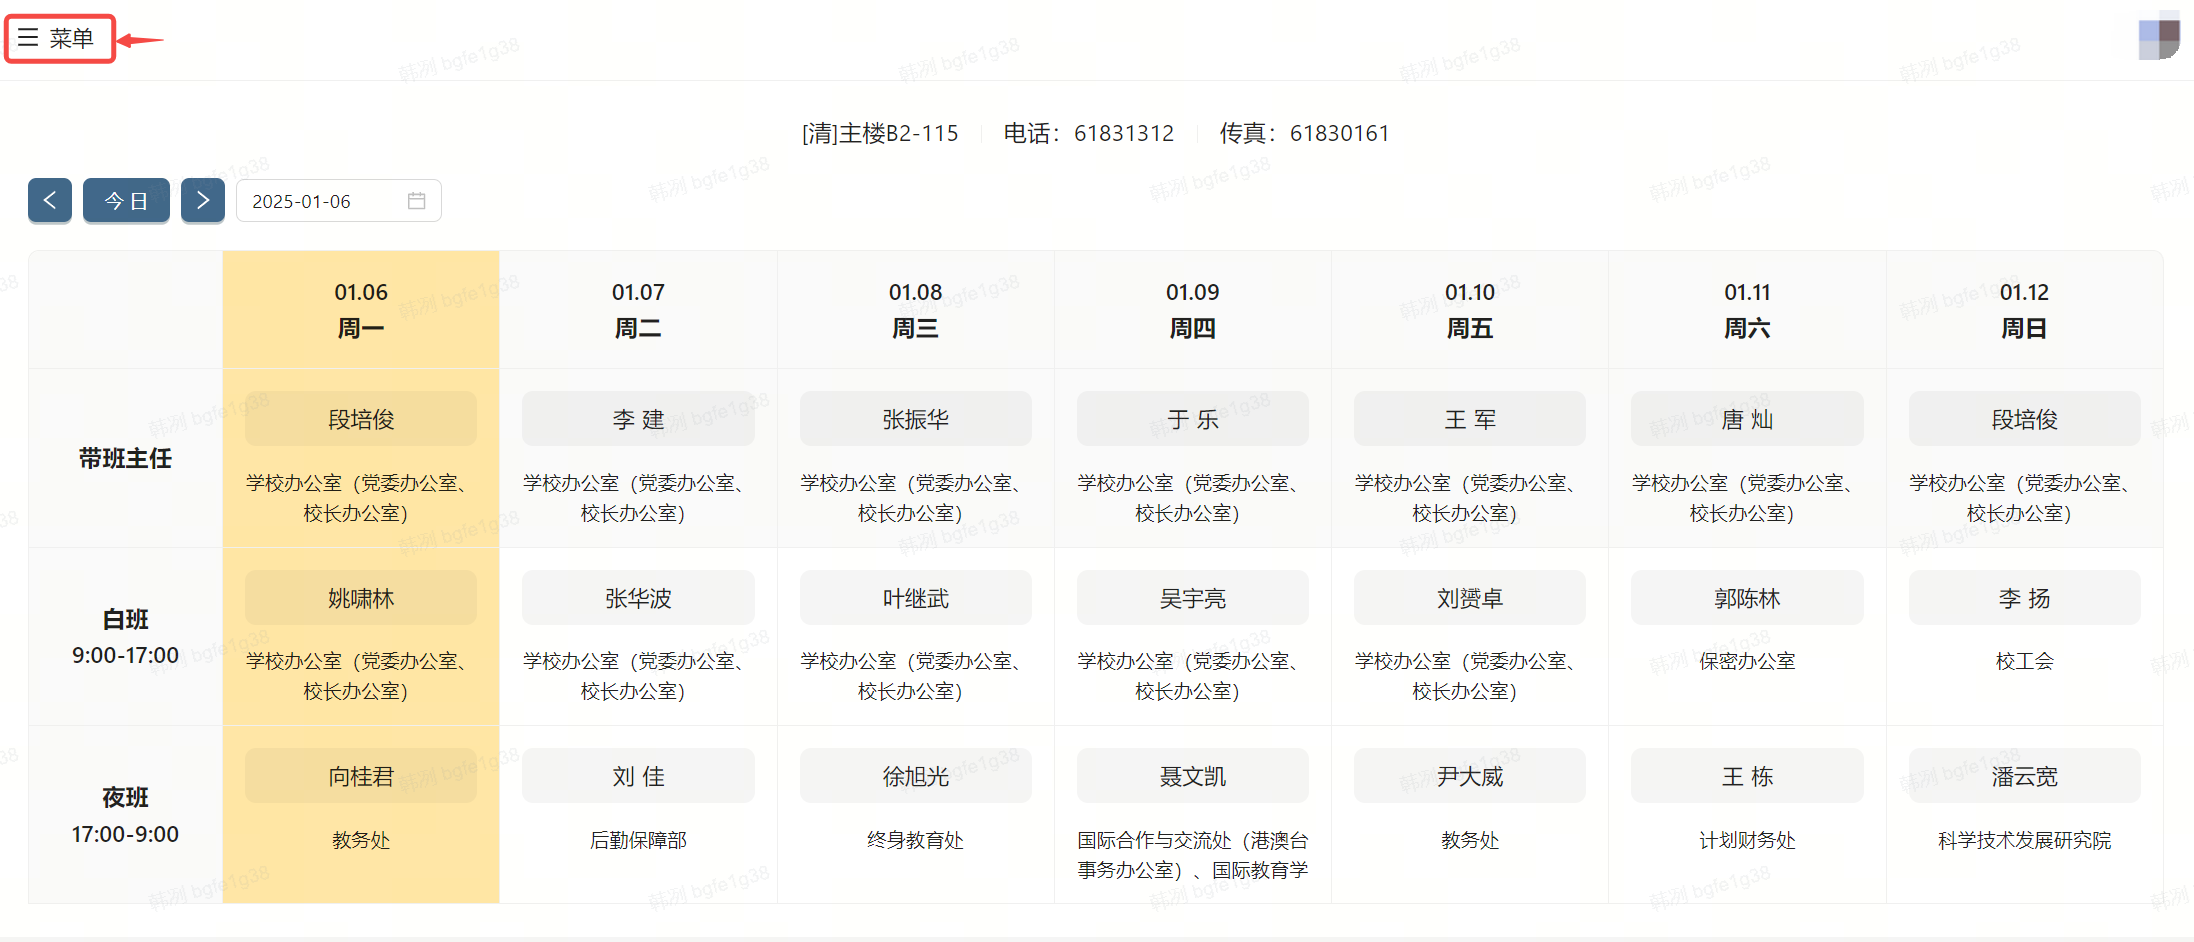 菜单
[清]主楼B2-115 电话：61831312 传真：61830161
< 今日 > 2025-01-06
01.06 01.07 01.08 01.09 01.10 01.11 01.12
周一 周二 周三 周四 周五 周六 周日
带班主任
段培俊 李 建 张振华 于 乐 王 军 唐 灿 段培俊
学校办公室（党委办公室、 学校办公室（党委办公室、 学校办公室（党委办公室、 学校办公室（党委办公室、 学校办公室（党委办公室、 学校办公室（党委办公室、 学校办公室（党委办公室、
校长办公室） 校长办公室） 校长办公室） 校长办公室） 校长办公室） 校长办公室） 校长办公室）
白班
9:00-17:00
姚啸林 张华波 叶继武 吴宇亮 刘赟卓 郭陈林 李 扬
学校办公室（党委办公室、 学校办公室（党委办公室、 学校办公室（党委办公室、 学校办公室（党委办公室、 学校办公室（党委办公室、 保密办公室 校工会
校长办公室） 校长办公室） 校长办公室） 校长办公室） 校长办公室）
夜班
17:00-9:00
向桂君 刘 佳 徐旭光 聂文凯 尹大威 王 栋 潘云宽
教务处 后勤保障部 终身教育处 国际合作与交流处（港澳台 教务处 计划财务处 科学技术发展研究院
事务办公室）、国际教育学
韩冽 bgfe1g38